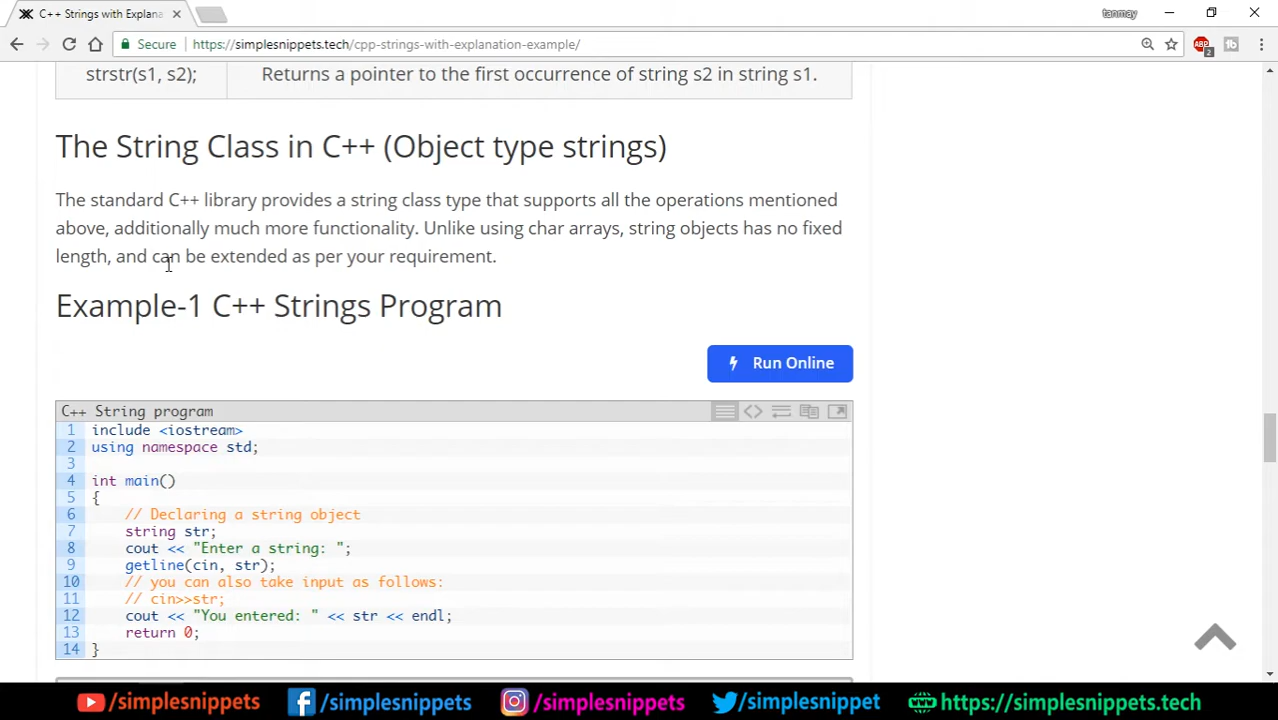 C++ Strings with Explana
tanmay
Secure
https://simplesnippets.tech/cpp-strings-with-explanation-example/
ABP
2
strstr(s1, s2);
Returns a pointer to the first occurrence of string s2 in string s1.
The String Class in C++ (Object type strings)
The standard C++ library provides a string class type that supports all the operations mentioned
above, additionally much more functionality. Unlike using char arrays, string objects has no fixed
length, and can be extended as per your requirement.
Example-1 C++ Strings Program
Run Online
C++ String program
1 include <iostream>
2 using namespace std;
3
4 int main()
5 {
6 // Declaring a string object
7 string str;
8 cout << "Enter a string: ";
9 getline(cin, str);
10 // you can also take input as follows:
11 // cin>>str;
12 cout << "You entered: " << str << endl;
13 return 0;
14 }
/simplesnippets
/simplesnippets
/simplesnippets
/simplesnippets
https://simplesnippets.tech